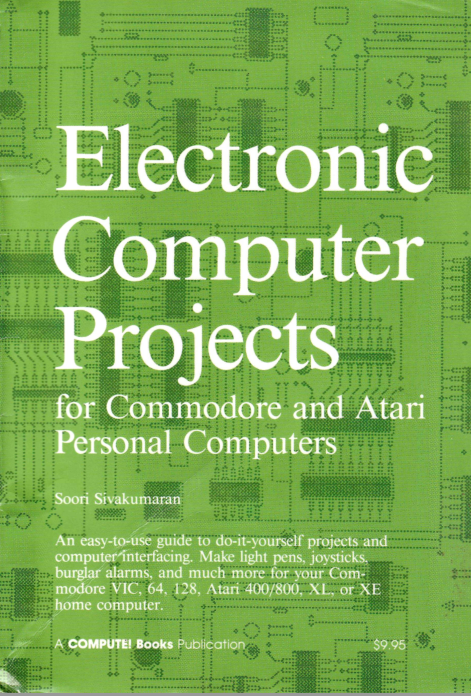 Electronic
Computer
Projects
for Commodore and Atari
Personal Computers
Soori Sivakumaran
An easy-to-use guide to do-it-yourself projects and
computer interfacing. Make light pens, joysticks,
burglar alarms, and much more for your Com-
modore VIC, 64, 128, Atari 400/800, XL, or XE
home computer.
A COMPUTE! Books Publication
$9.95